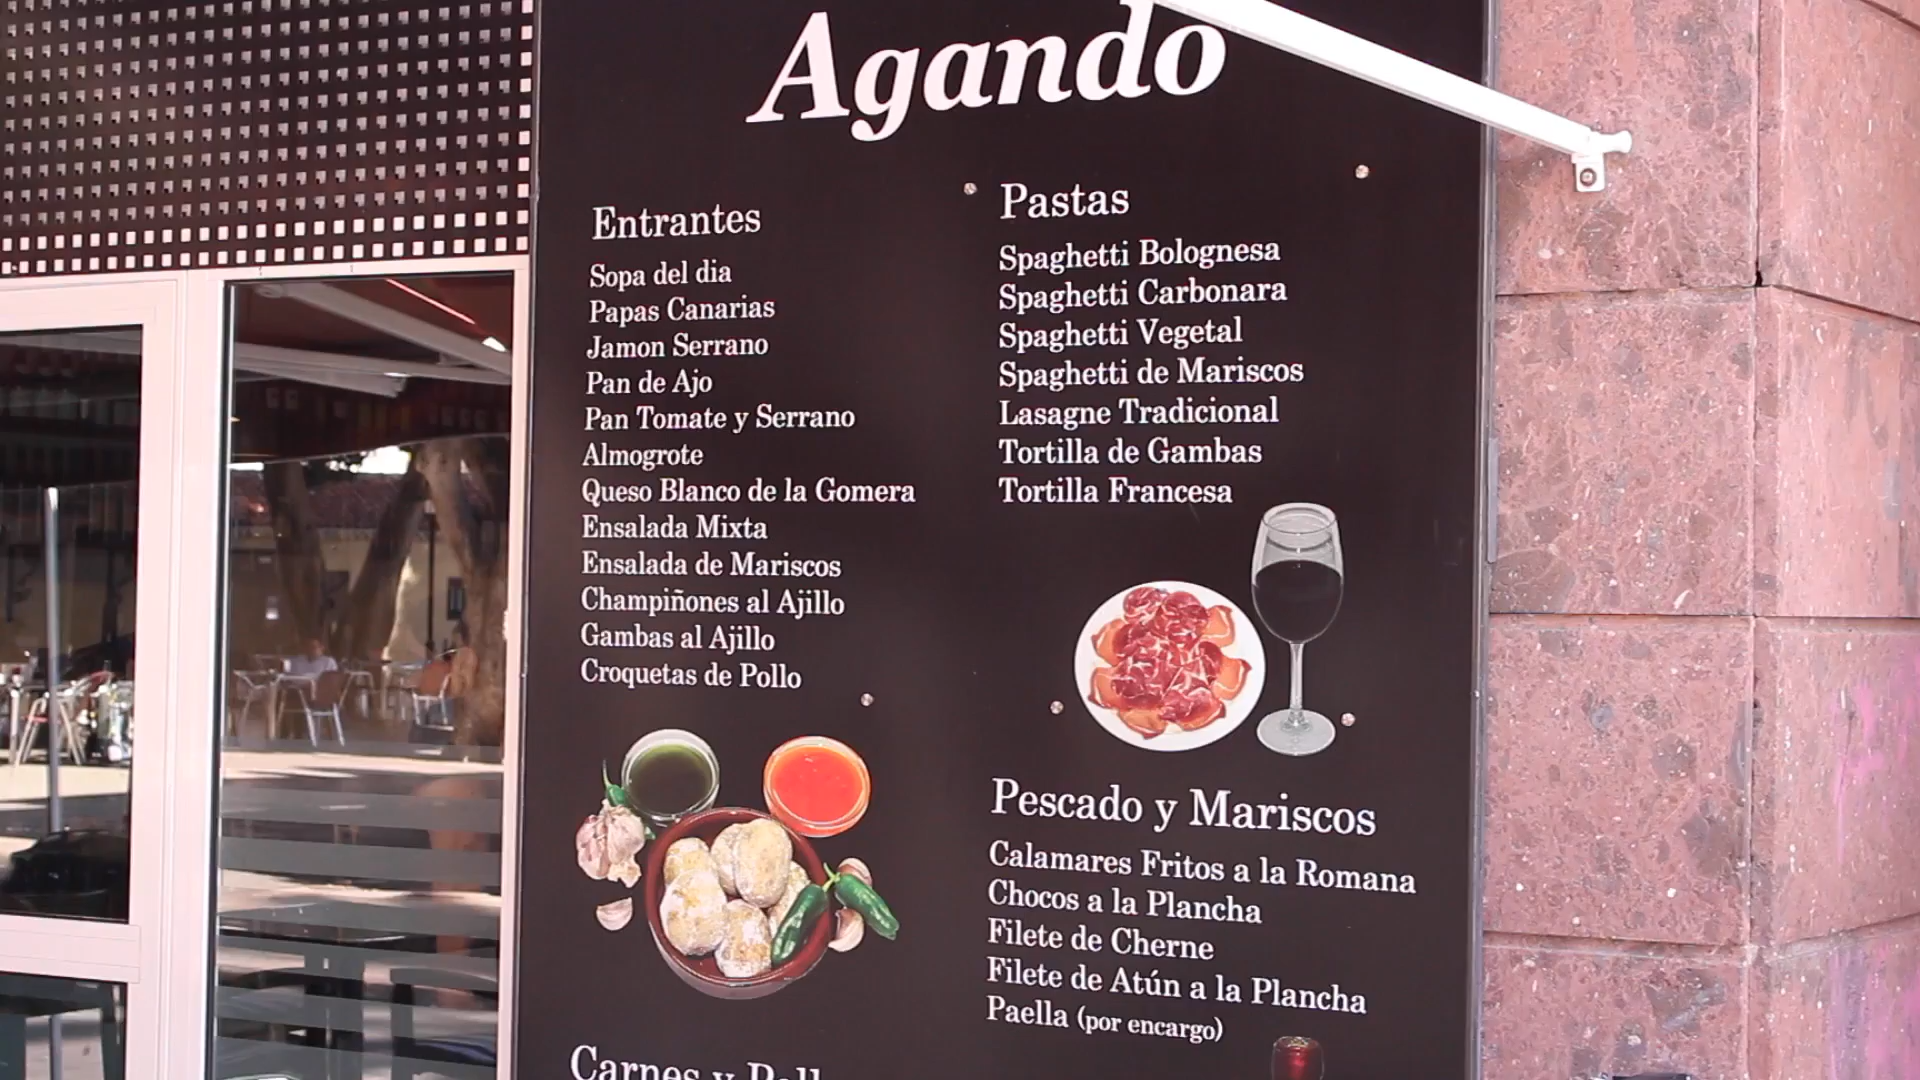 Agando
Entrantes
Sopa del dia
Papas Canarias
Jamon Serrano
Pan de Ajo
Pan Tomate y Serrano
Almogrote
Queso Blanco de la Gomera
Ensalada Mixta
Ensalada de Mariscos
Champiñones al Ajillo
Gambas al Ajillo
Croquetas de Pollo
Pastas
Spaghetti Bolognesa
Spaghetti Carbonara
Spaghetti Vegetal
Spaghetti de Mariscos
Lasagne Tradicional
Tortilla de Gambas
Tortilla Francesa
Pescado y Mariscos
Calamares Fritos a la Romana
Chocos a la Plancha
Filete de Cherne
Filete de Atún a la Plancha
Paella (por encargo)
Carnes y